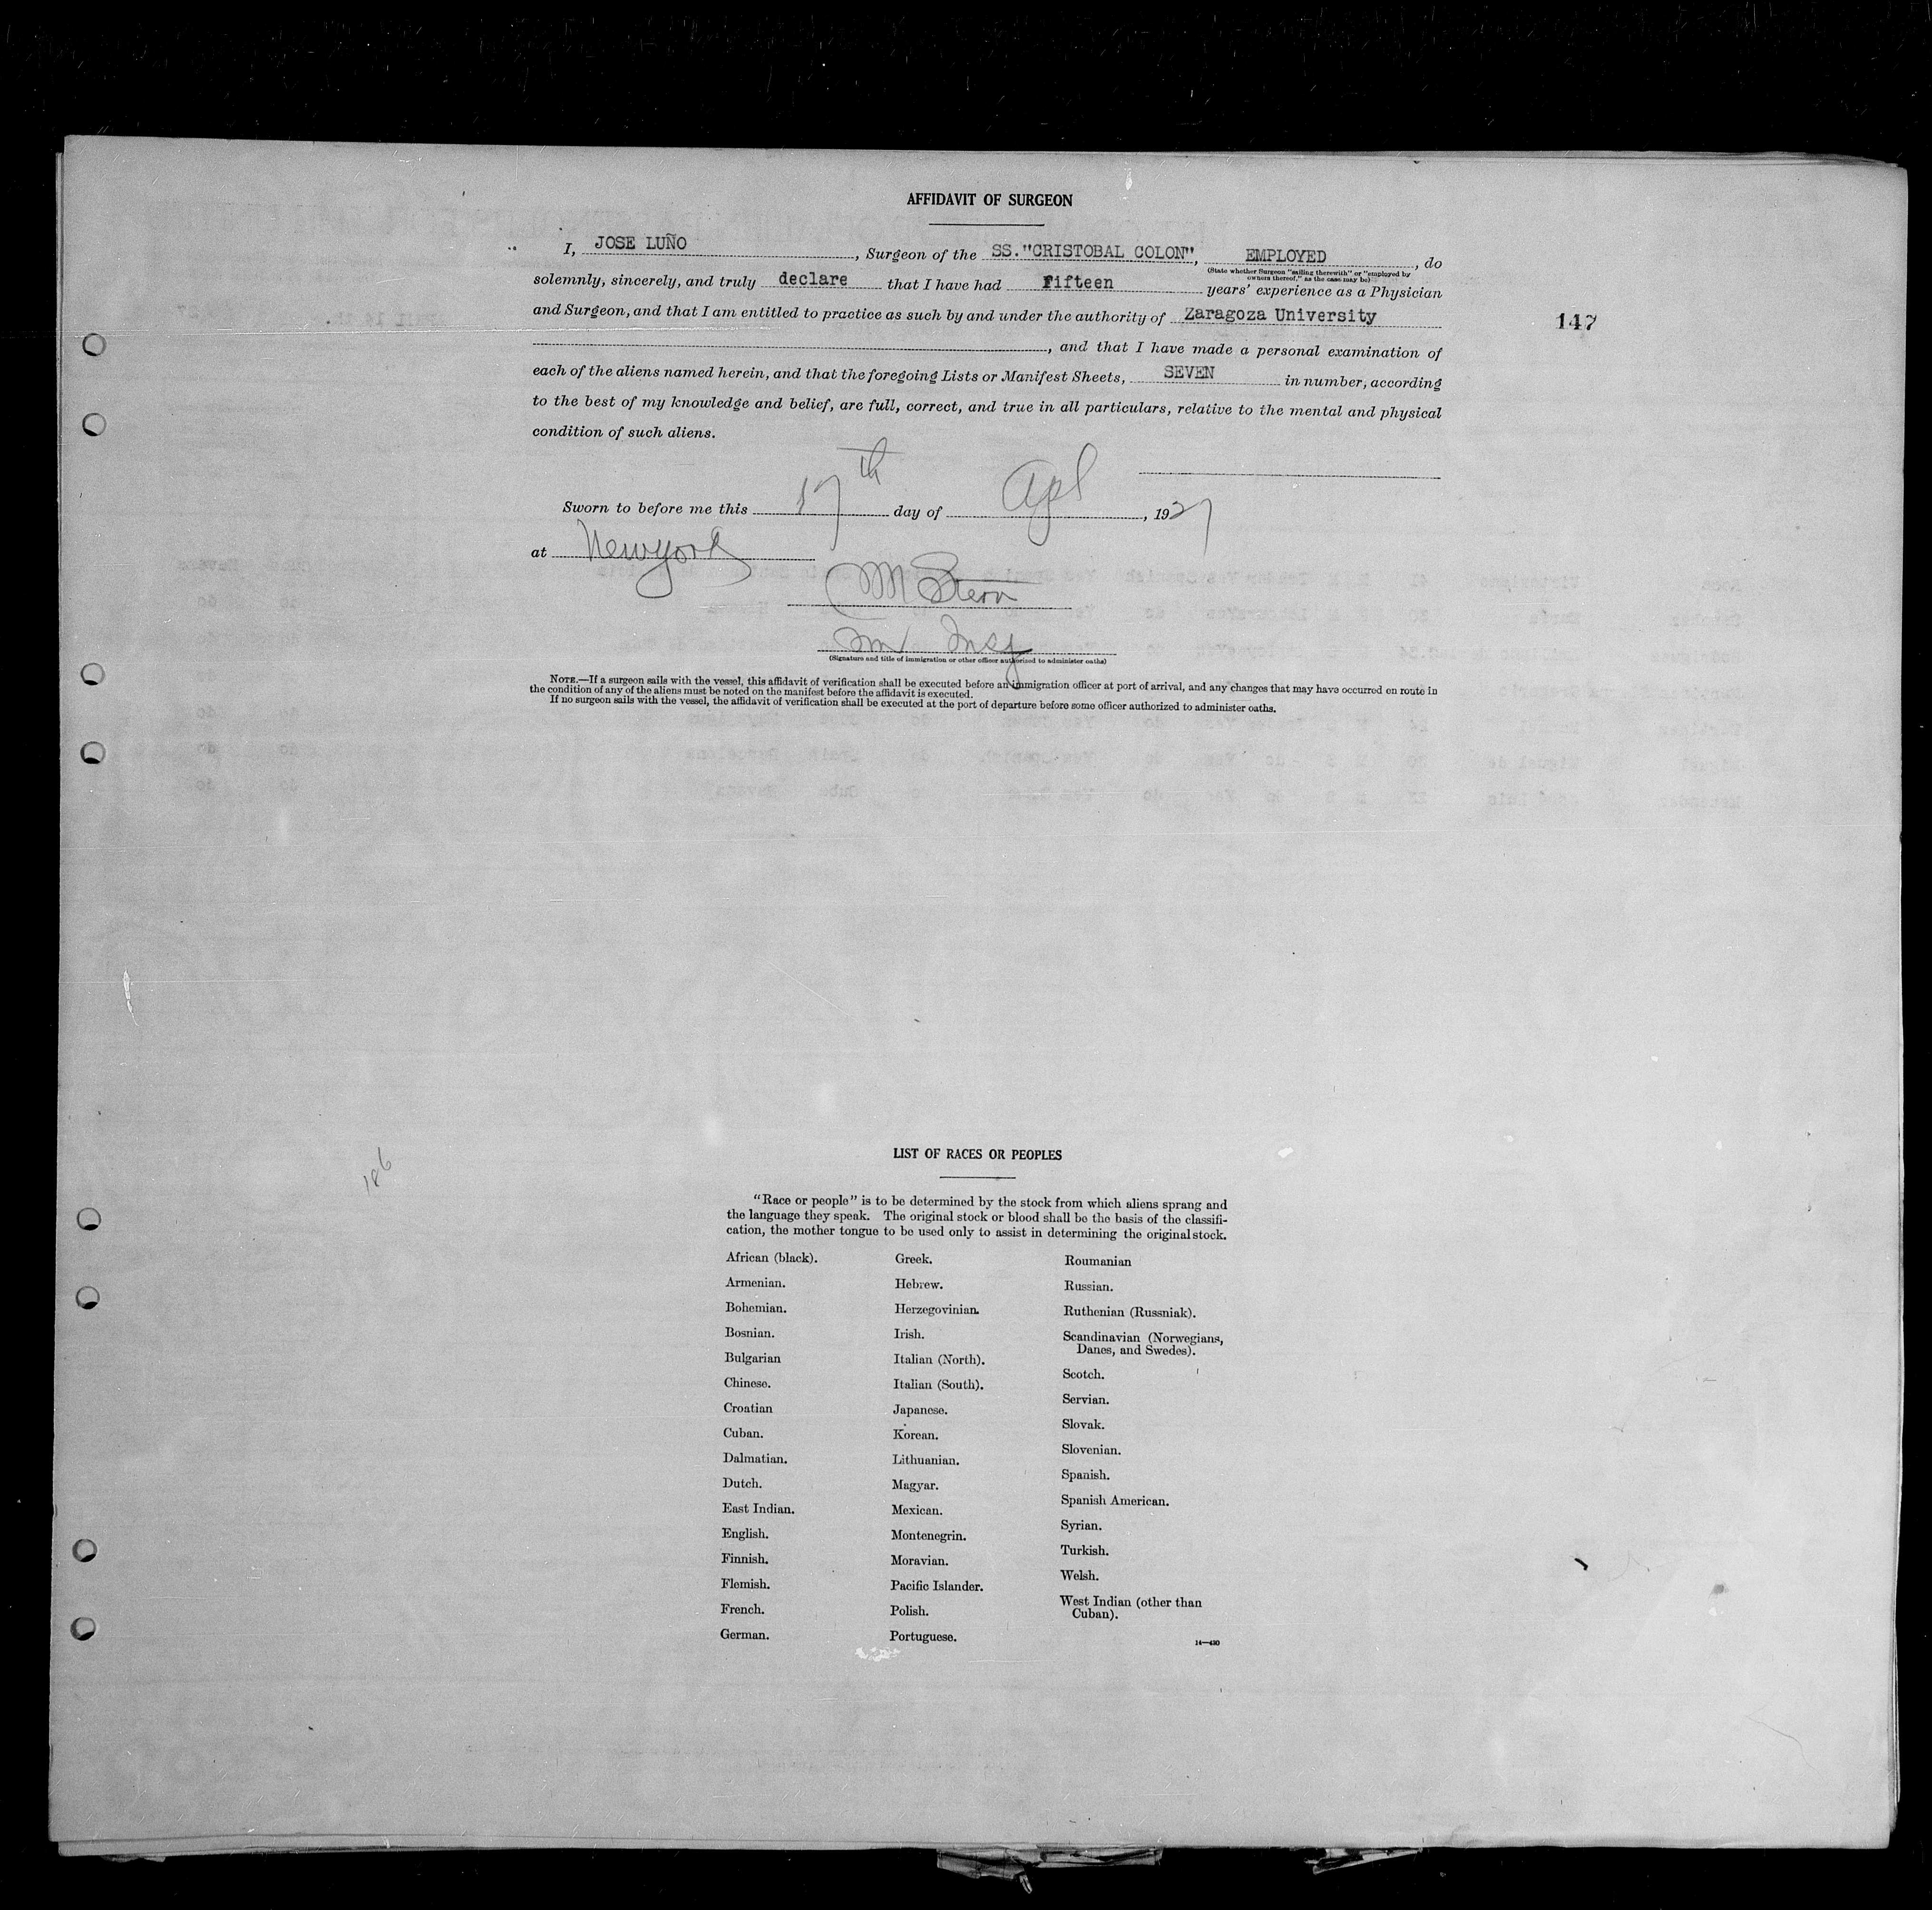 AFFIDAVIT OF SURGEON
I, JOSE LUÑO, Surgeon of the SS."CRISTOBAL COLON", EMPLOYED, do
(State whether Surgeon "sailing therewith" or "employed by
owners thereof," as the case may be)
solemnly, sincerely, and truly declare that I have had Fifteen years' experience as a Physician
and Surgeon, and that I am entitled to practice as such by and under the authority of Zaragoza University
147
, and that I have made a personal examination of
each of the aliens named herein, and that the foregoing Lists or Manifest Sheets, SEVEN in number, according
to the best of my knowledge and belief, are full, correct, and true in all particulars, relative to the mental and physical
condition of such aliens.
Sworn to before me this 17th day of Apl, 1927
at New york
M Stern
Im Insp
(Signature and title of immigration or other officer authorized to administer oaths)
NOTE.—If a surgeon sails with the vessel, this affidavit of verification shall be executed before an immigration officer at port of arrival, and any changes that may have occurred en route in
the condition of any of the aliens must be noted on the manifest before the affidavit is executed.
If no surgeon sails with the vessel, the affidavit of verification shall be executed at the port of departure before some officer authorized to administer oaths.
186
LIST OF RACES OR PEOPLES
"Race or people" is to be determined by the stock from which aliens sprang and
the language they speak. The original stock or blood shall be the basis of the classifi-
cation, the mother tongue to be used only to assist in determining the original stock.
African (black).
Armenian.
Bohemian.
Bosnian.
Bulgarian
Chinese.
Croatian
Cuban.
Dalmatian.
Dutch.
East Indian.
English.
Finnish.
Flemish.
French.
German.
Greek.
Hebrew.
Herzegovinian.
Irish.
Italian (North).
Italian (South).
Japanese.
Korean.
Lithuanian.
Magyar.
Mexican.
Montenegrin.
Moravian.
Pacific Islander.
Polish.
Portuguese.
Roumanian
Russian.
Ruthenian (Russniak).
Scandinavian (Norwegians,
Danes, and Swedes).
Scotch.
Servian.
Slovak.
Slovenian.
Spanish.
Spanish American.
Syrian.
Turkish.
Welsh.
West Indian (other than
Cuban).
14—430